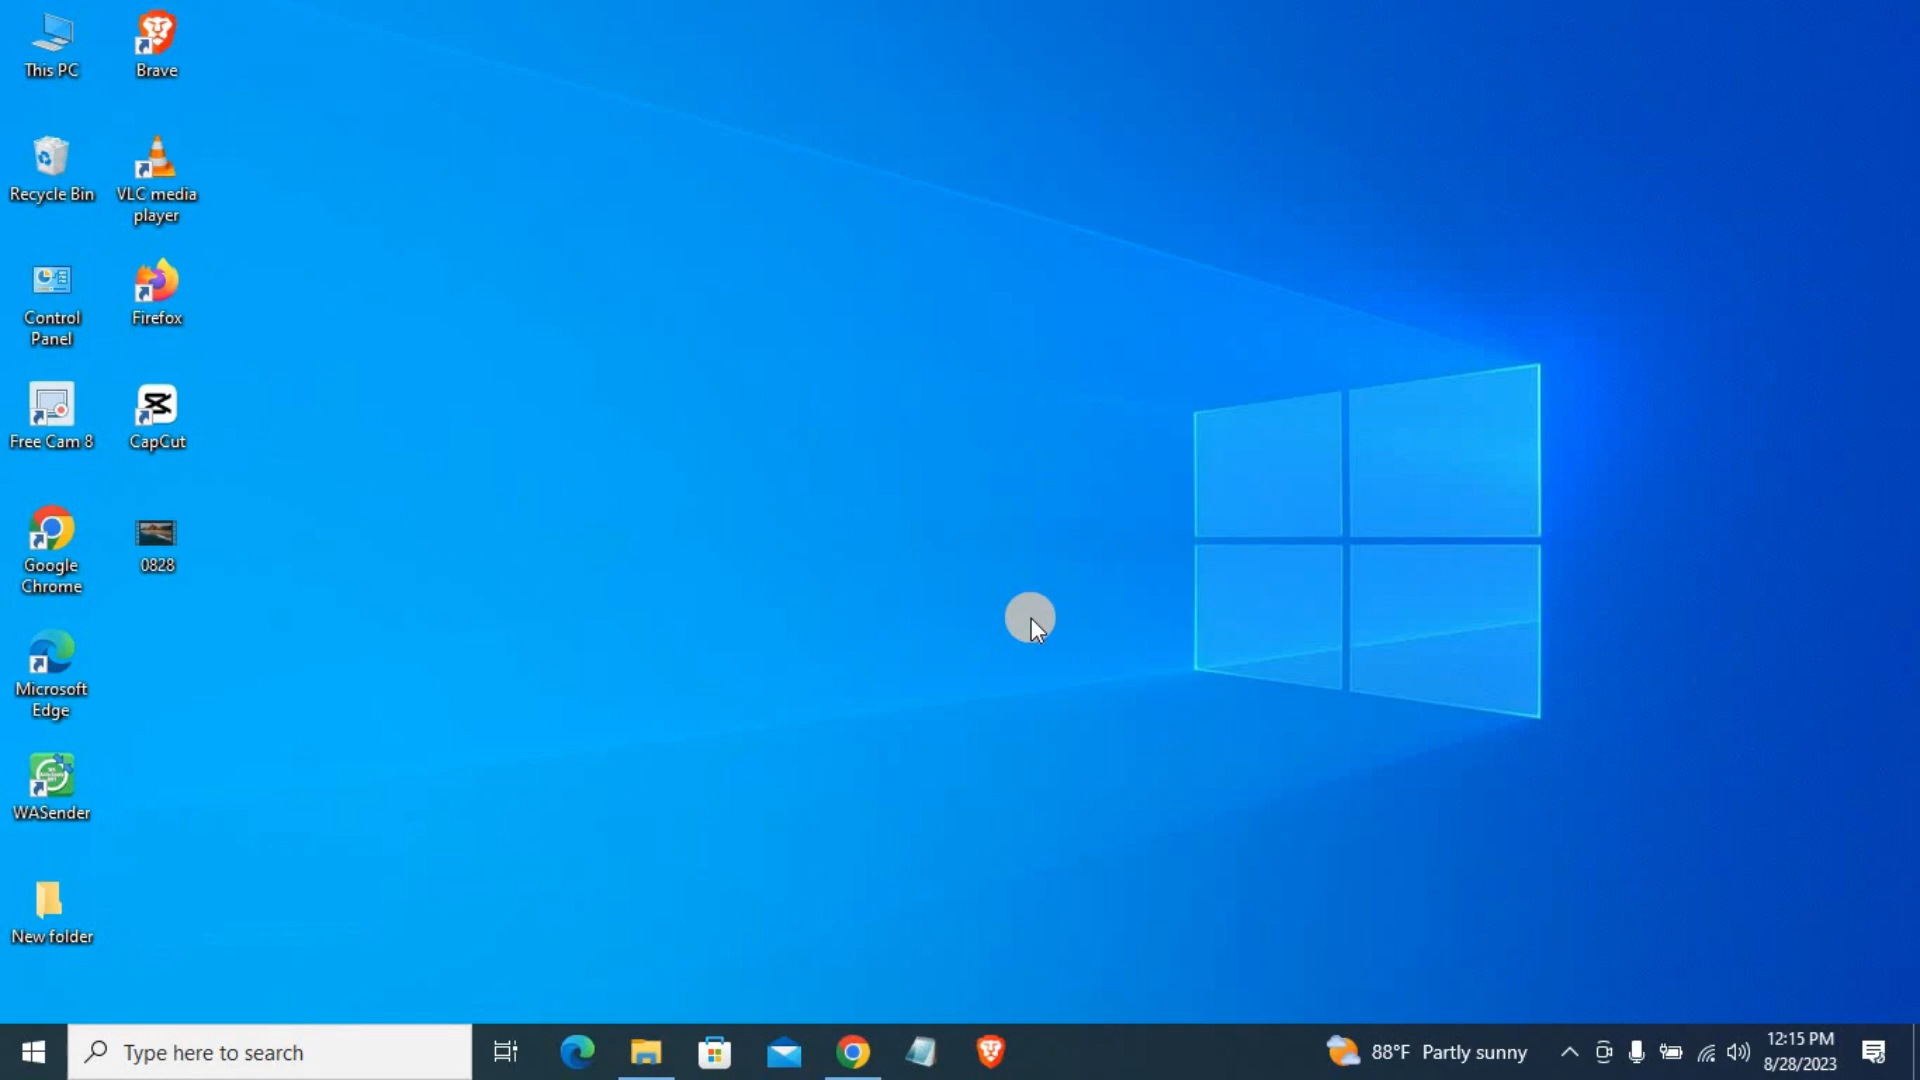 This PC
Brave
Recycle Bin
VLC media
player
Control
Panel
Firefox
Free Cam 8
CapCut
Google
Chrome
0828
Microsoft
Edge
WASender
New folder
Type here to search
88°F Partly sunny
12:15 PM
8/28/2023